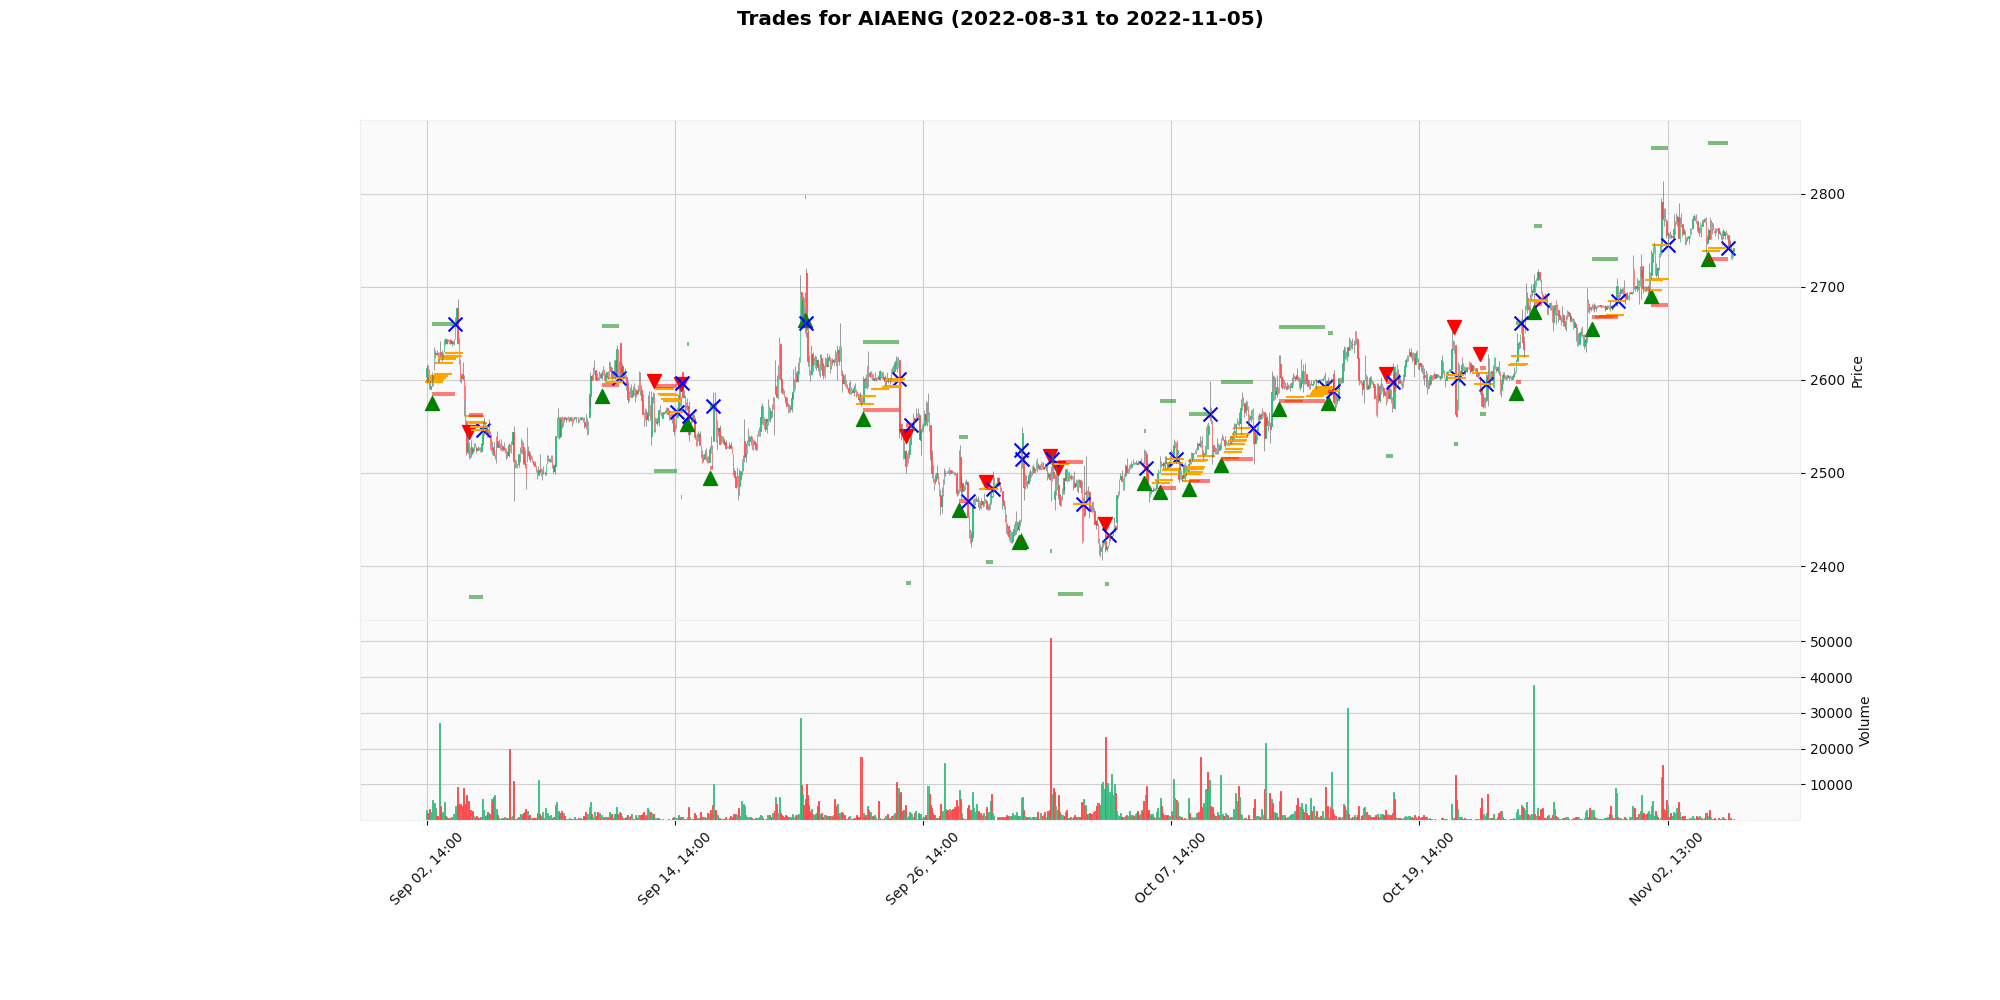 Trades for AIAENG (2022-08-31 to 2022-11-05)
2800
2700
2600
2500
2400
Price
50000
40000
30000
20000
10000
Volume
Sep 02, 14:00
Sep 14, 14:00
Sep 26, 14:00
Oct 07, 14:00
Oct 19, 14:00
Nov 02, 13:00